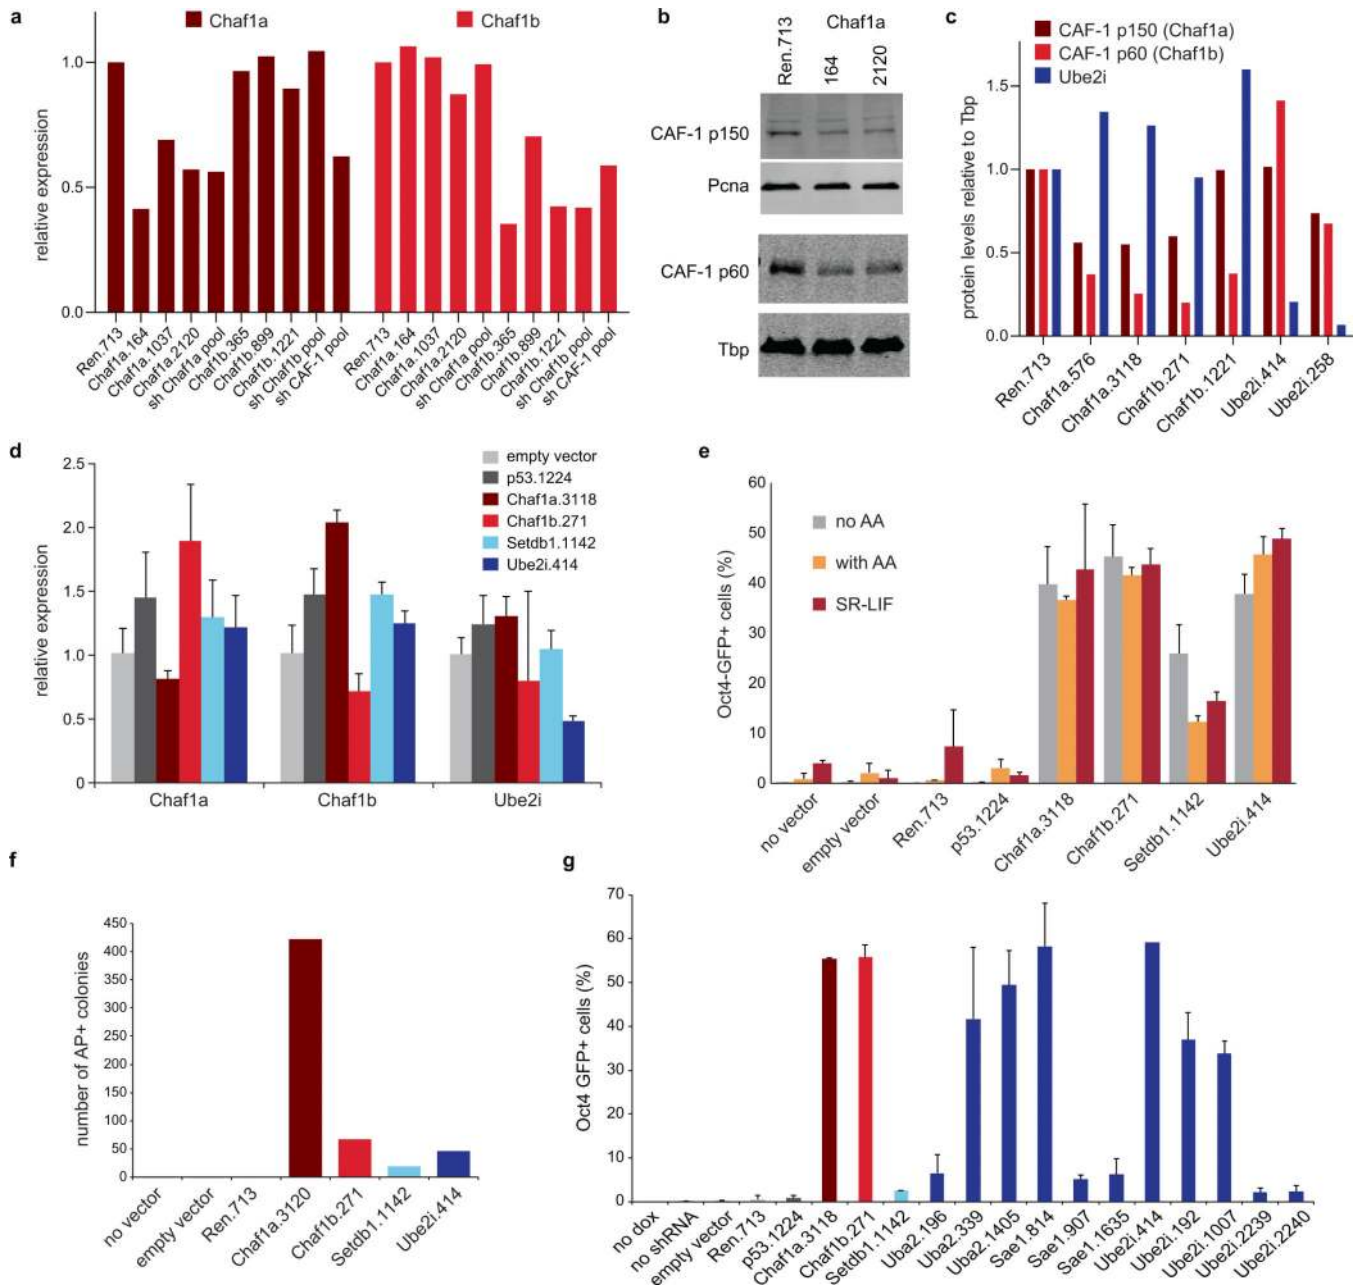 a
Chaf1a
Chaf1b
relative expression
1.0
0.5
0.0
Ren.713
Chaf1a.164
Chaf1a.1037
Chaf1a.2120
sh Chaf1a pool
Chaf1b.365
Chaf1b.899
Chaf1b.1221
sh Chaf1b pool
sh CAF-1 pool
Ren.713
Chaf1a.164
Chaf1a.1037
Chaf1a.2120
sh Chaf1a pool
Chaf1b.365
Chaf1b.899
Chaf1b.1221
sh Chaf1b pool
sh CAF-1 pool
b
Chaf1a
Ren.713
164
2120
CAF-1 p150
Pcna
CAF-1 p60
Tbp
c
CAF-1 p150 (Chaf1a)
CAF-1 p60 (Chaf1b)
Ube2i
protein levels relative to Tbp
1.5
1.0
0.5
0.0
Ren.713
Chaf1a.576
Chaf1a.3118
Chaf1b.271
Chaf1b.1221
Ube2i.414
Ube2i.258
d
empty vector
p53.1224
Chaf1a.3118
Chaf1b.271
Setdb1.1142
Ube2i.414
relative expression
2.5
2.0
1.5
1.0
0.5
0
Chaf1a
Chaf1b
Ube2i
e
no AA
with AA
SR-LIF
Oct4-GFP+ cells (%)
60
50
40
30
20
10
0
no vector
empty vector
Ren.713
p53.1224
Chaf1a.3118
Chaf1b.271
Setdb1.1142
Ube2i.414
f
number of AP+ colonies
450
400
350
300
250
200
150
100
50
0
no vector
empty vector
Ren.713
Chaf1a.3120
Chaf1b.271
Setdb1.1142
Ube2i.414
g
Oct4 GFP+ cells (%)
70
60
50
40
30
20
10
0
no dox
no shRNA
empty vector
Ren.713
p53.1224
Chaf1a.3118
Chaf1b.271
Setdb1.1142
Uba2.196
Uba2.339
Uba2.1405
Sae1.814
Sae1.907
Sae1.1635
Ube2i.414
Ube2i.192
Ube2i.1007
Ube2i.2239
Ube2i.2240